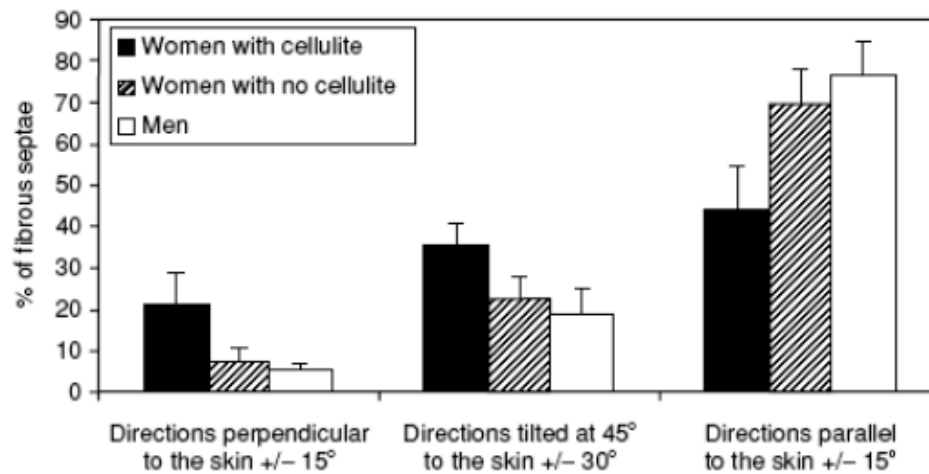 90
80
70
60
50
40
30
20
10
0
% of fibrous septae
Women with cellulite
Women with no cellulite
Men
Directions perpendicular
to the skin +/– 15°
Directions tilted at 45°
to the skin +/– 30°
Directions parallel
to the skin +/– 15°